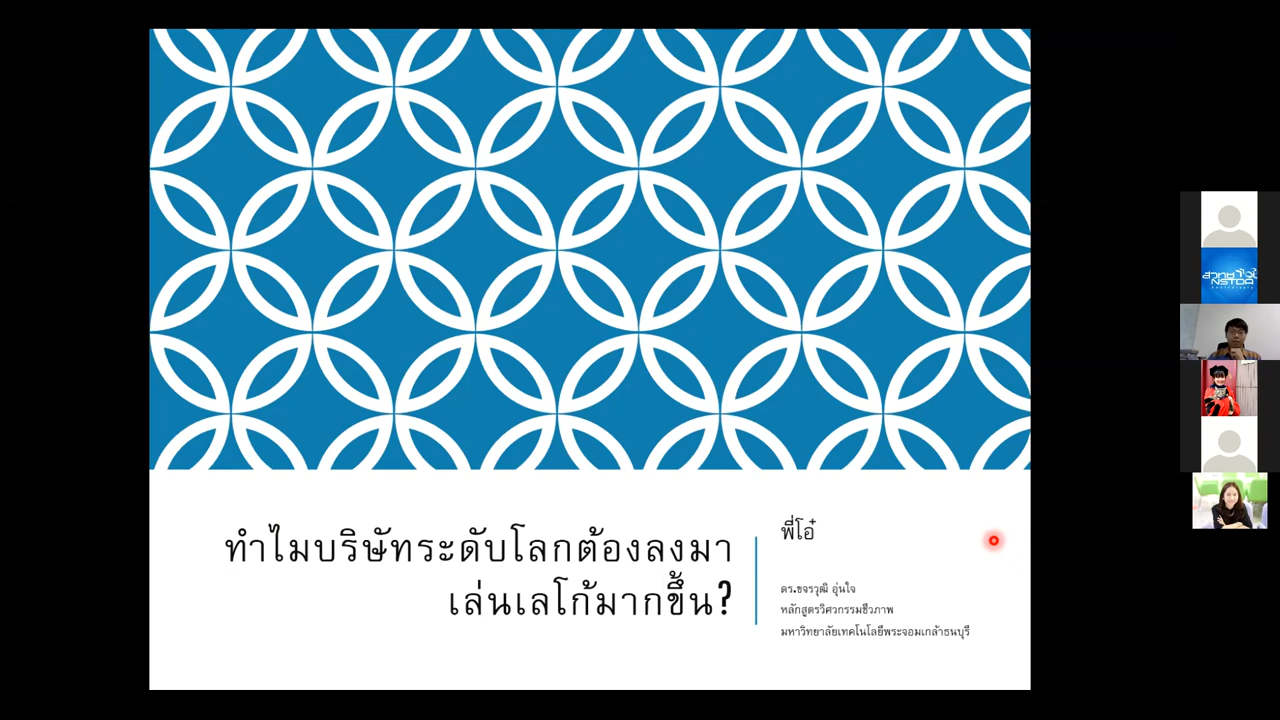 ทำไมบริษัทระดับโลกต้องลงมา
เล่นเลโก้มากขึ้น?
พี่โอ๋
ดร.ขจรวุฒิ อุ่นใจ
หลักสูตรวิศวกรรมชีวภาพ
มหาวิทยาลัยเทคโนโลยีพระจอมเกล้าธนบุรี
สวทช
NSTDA